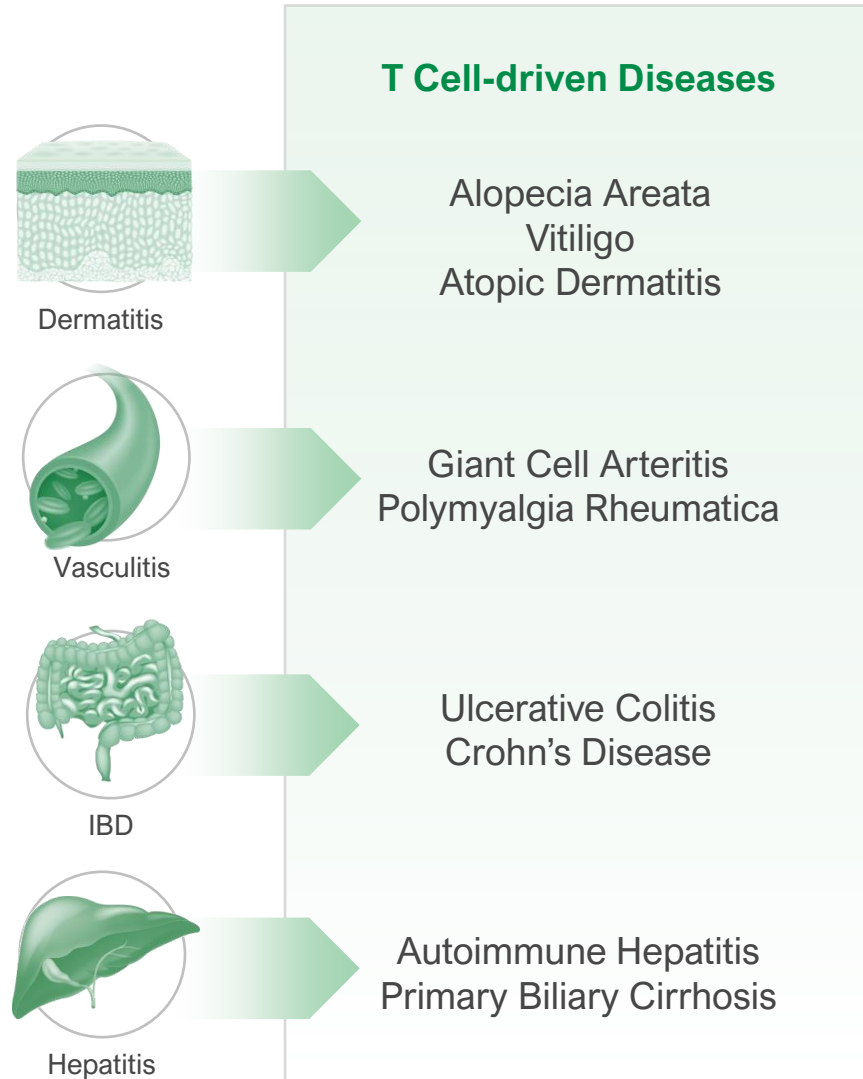 T Cell-driven Diseases
Dermatitis
Alopecia Areata
Vitiligo
Atopic Dermatitis
Vasculitis
Giant Cell Arteritis
Polymyalgia Rheumatica
IBD
Ulcerative Colitis
Crohn’s Disease
Hepatitis
Autoimmune Hepatitis
Primary Biliary Cirrhosis